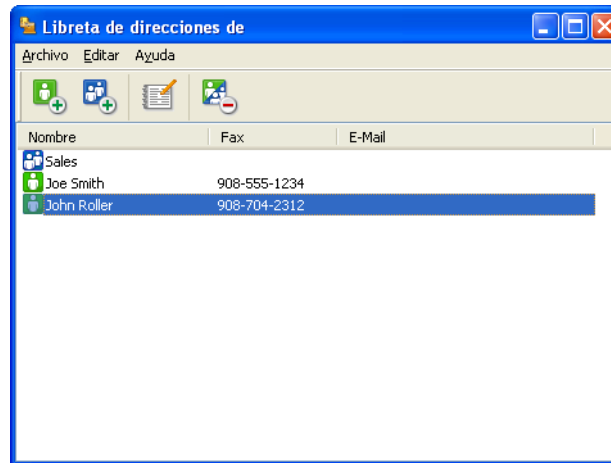 Libreta de direcciones de
Archivo Editar Ayuda
Nombre Fax E-Mail
Sales
Joe Smith 908-555-1234
John Roller 908-704-2312